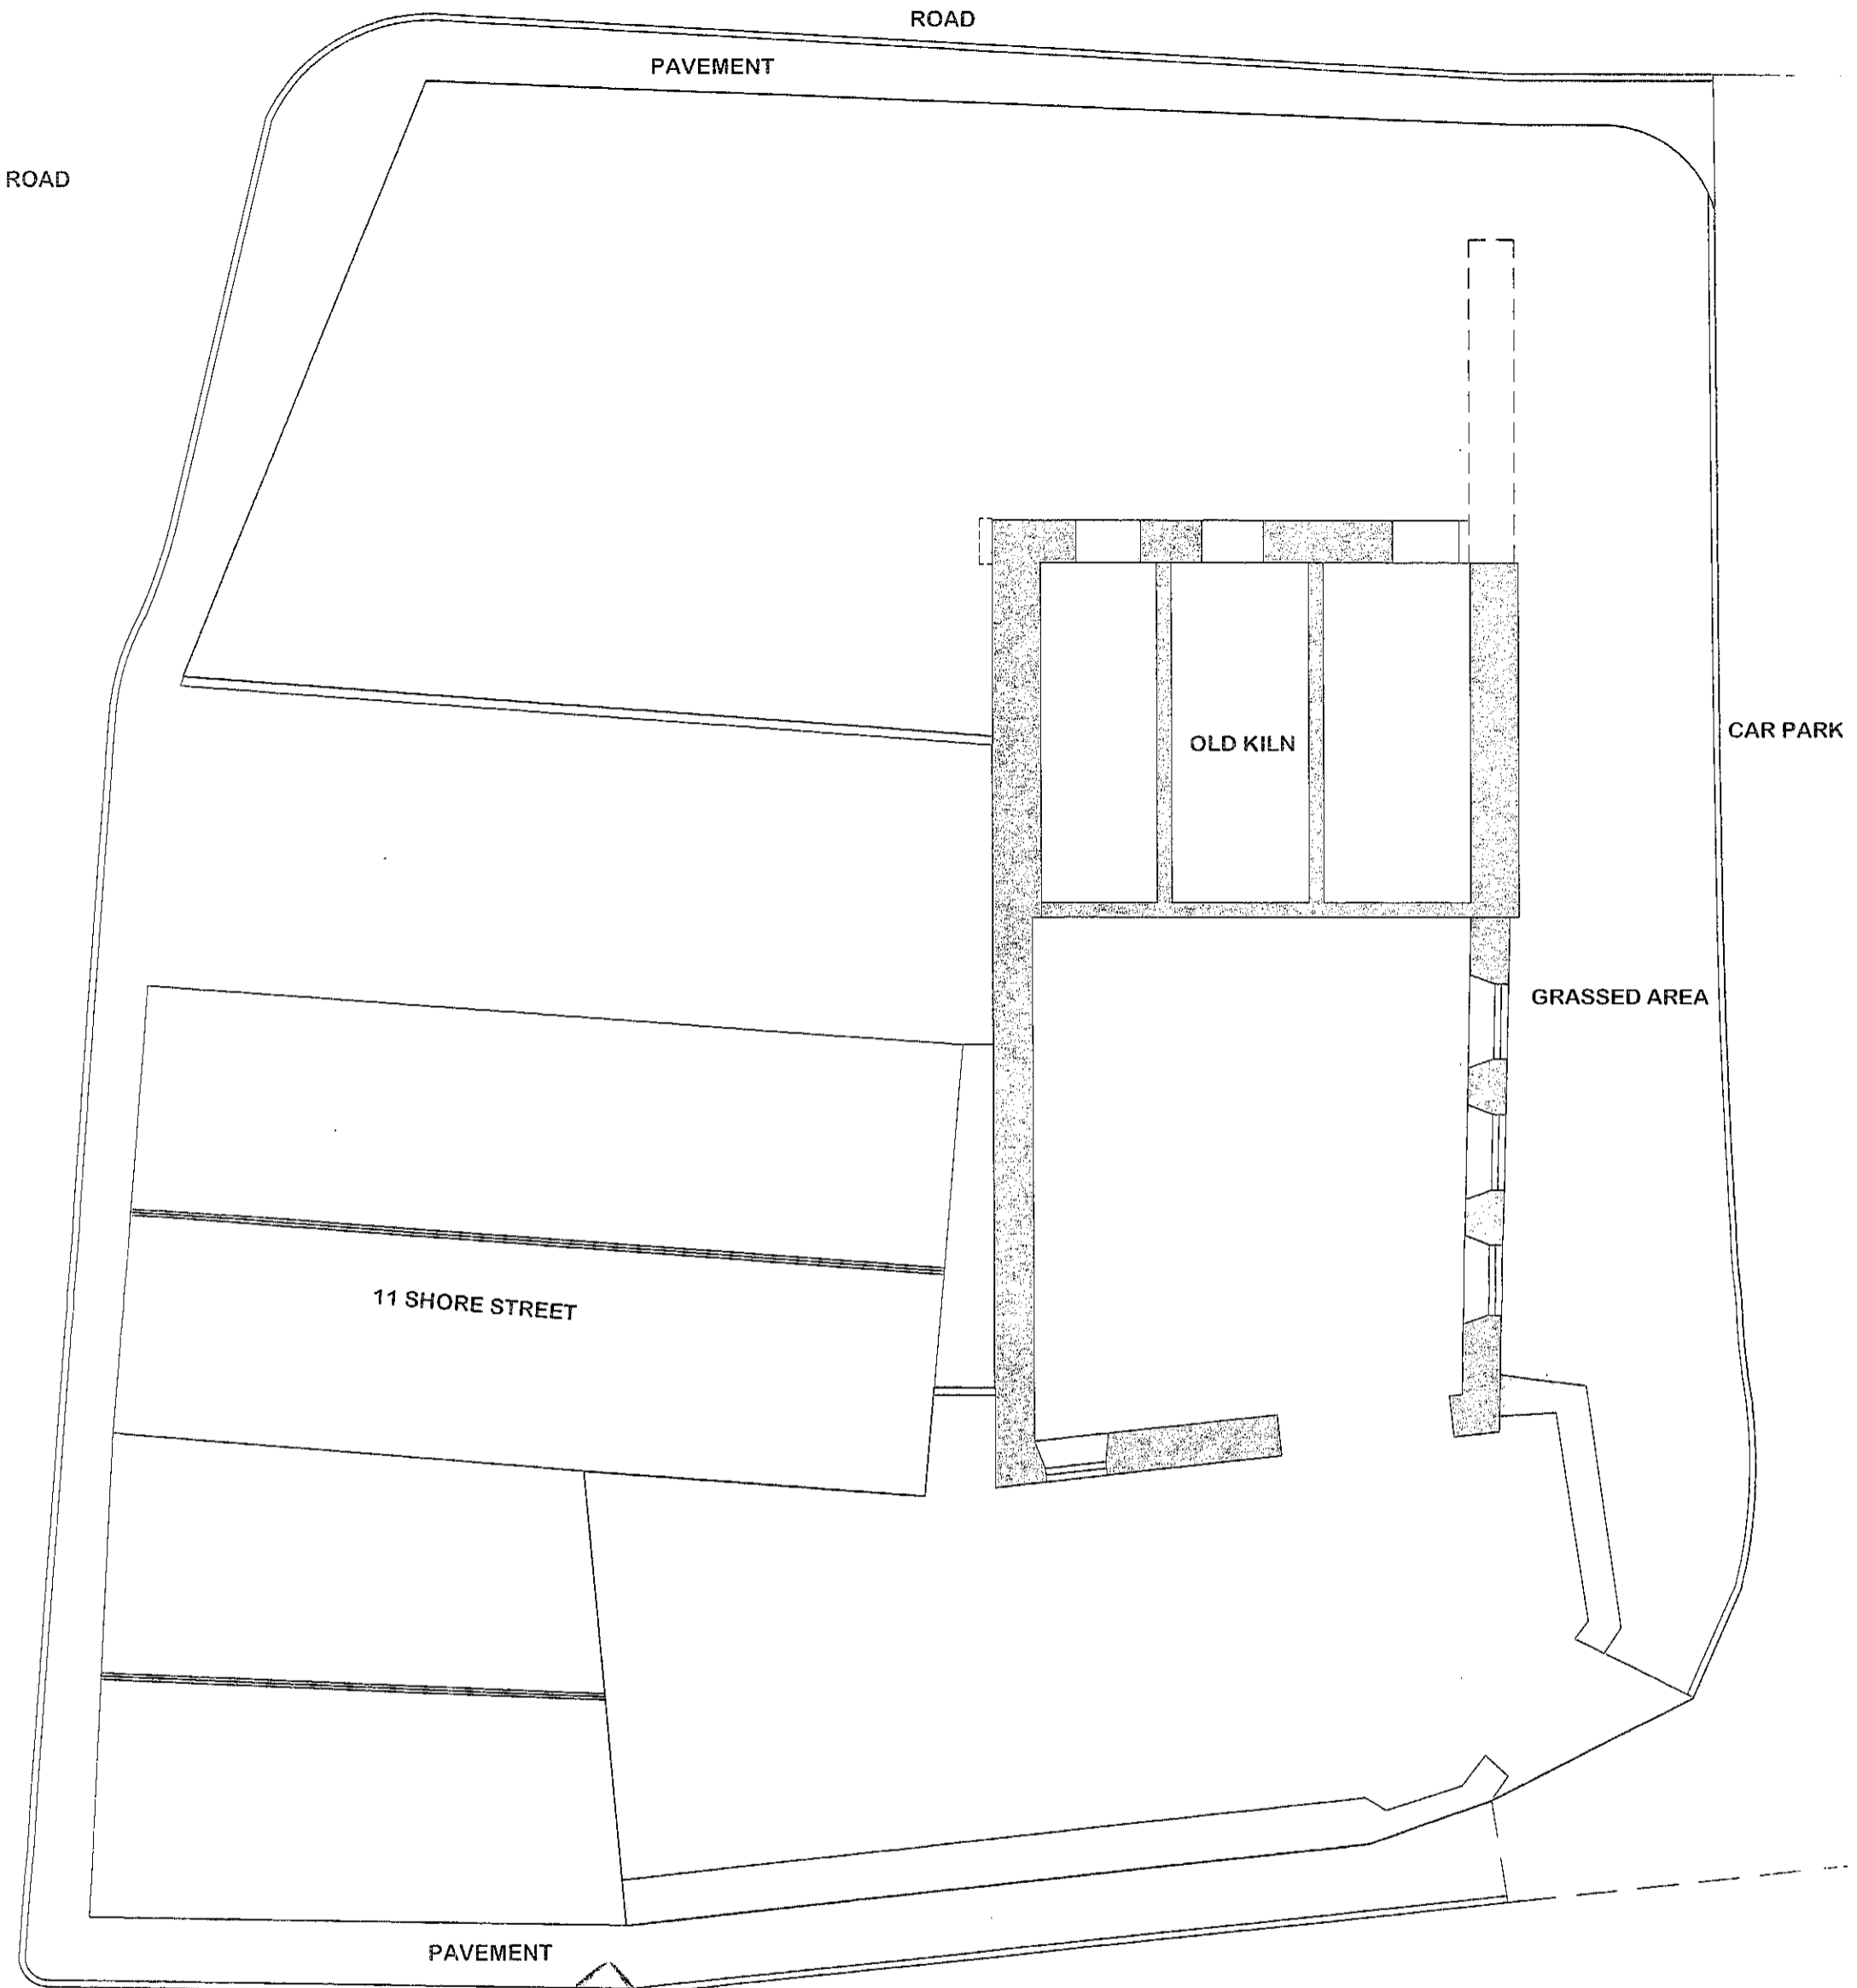 ROAD
PAVEMENT
ROAD
OLD KILN
CAR PARK
GRASSED AREA
11 SHORE STREET
PAVEMENT